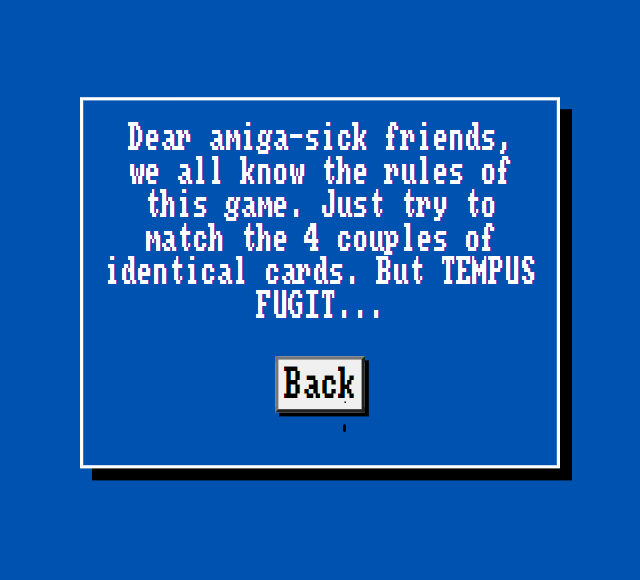 Dear amiga-sick friends,
we all know the rules of
this game. Just try to
match the 4 couples of
identical cards. But TEMPUS
FUGIT...
Back